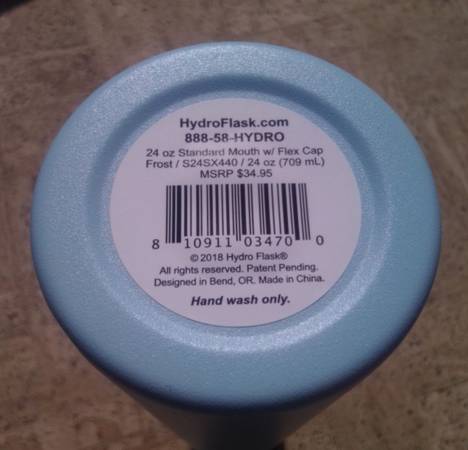 HydroFlask.com
888-58-HYDRO
24 oz Standard Mouth w/ Flex Cap
Frost / S24SX440 / 24 oz (709 mL)
MSRP $34.95
8 10911 03470 0
©2018 Hydro Flask®
All rights reserved. Patent Pending.
Designed in Bend, OR. Made in China.
Hand wash only.